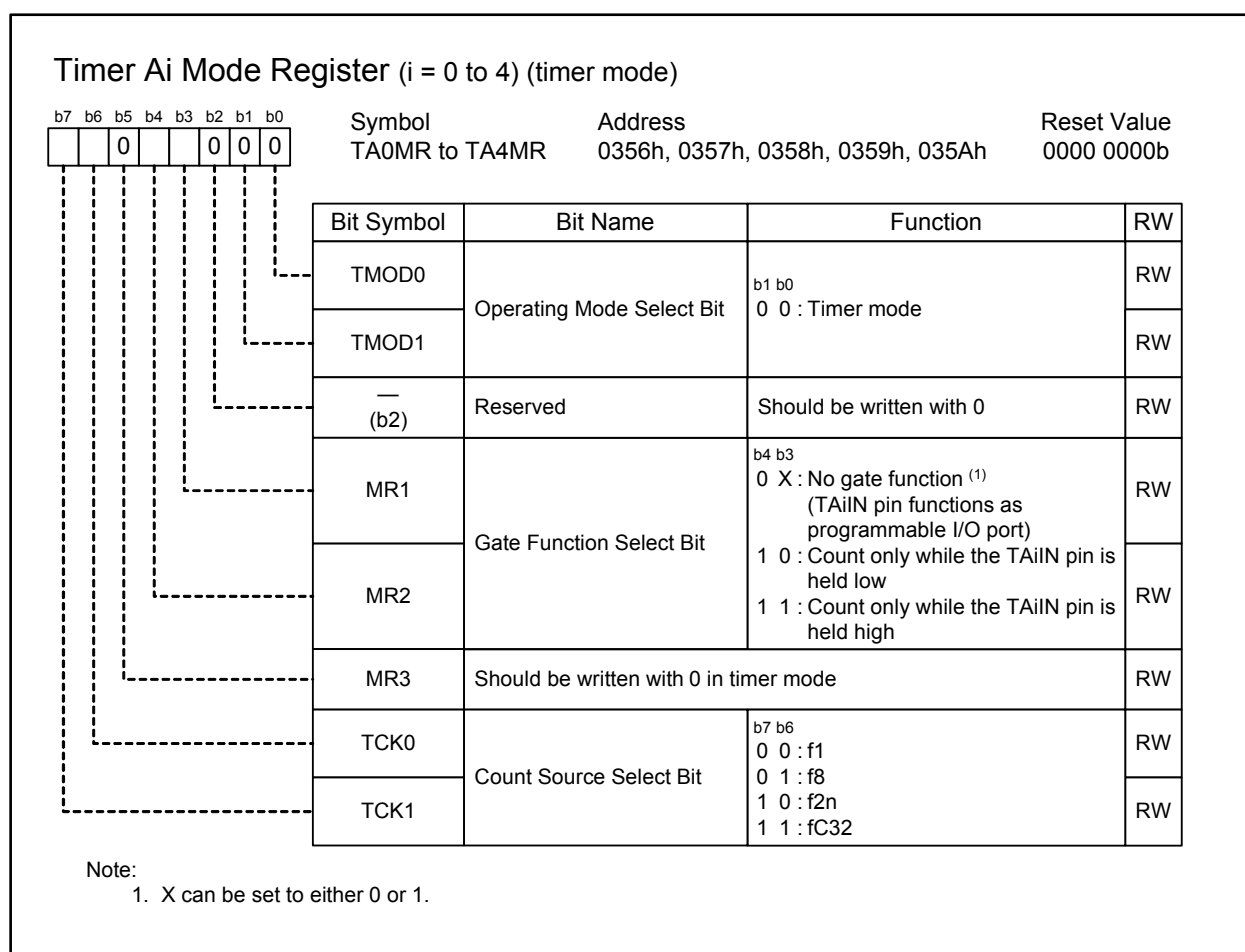 Timer Ai Mode Register (i = 0 to 4) (timer mode)
b7 b6 b5 b4 b3 b2 b1 b0
0 0 0 0
Symbol Address Reset Value
TA0MR to TA4MR 0356h, 0357h, 0358h, 0359h, 035Ah 0000 0000b
Bit Symbol Bit Name Function RW
TMOD0 RW
Operating Mode Select Bit
b1 b0
0 0 : Timer mode
TMOD1 RW
—
(b2)
Reserved Should be written with 0 RW
MR1 RW
Gate Function Select Bit
b4 b3
0 X : No gate function (1)
(TAiIN pin functions as
programmable I/O port)
1 0 : Count only while the TAiIN pin is
held low
1 1 : Count only while the TAiIN pin is
held high
MR2 RW
MR3 Should be written with 0 in timer mode RW
TCK0 RW
Count Source Select Bit
b7 b6
0 0 : f1
0 1 : f8
1 0 : f2n
1 1 : fC32
TCK1 RW
Note:
1. X can be set to either 0 or 1.